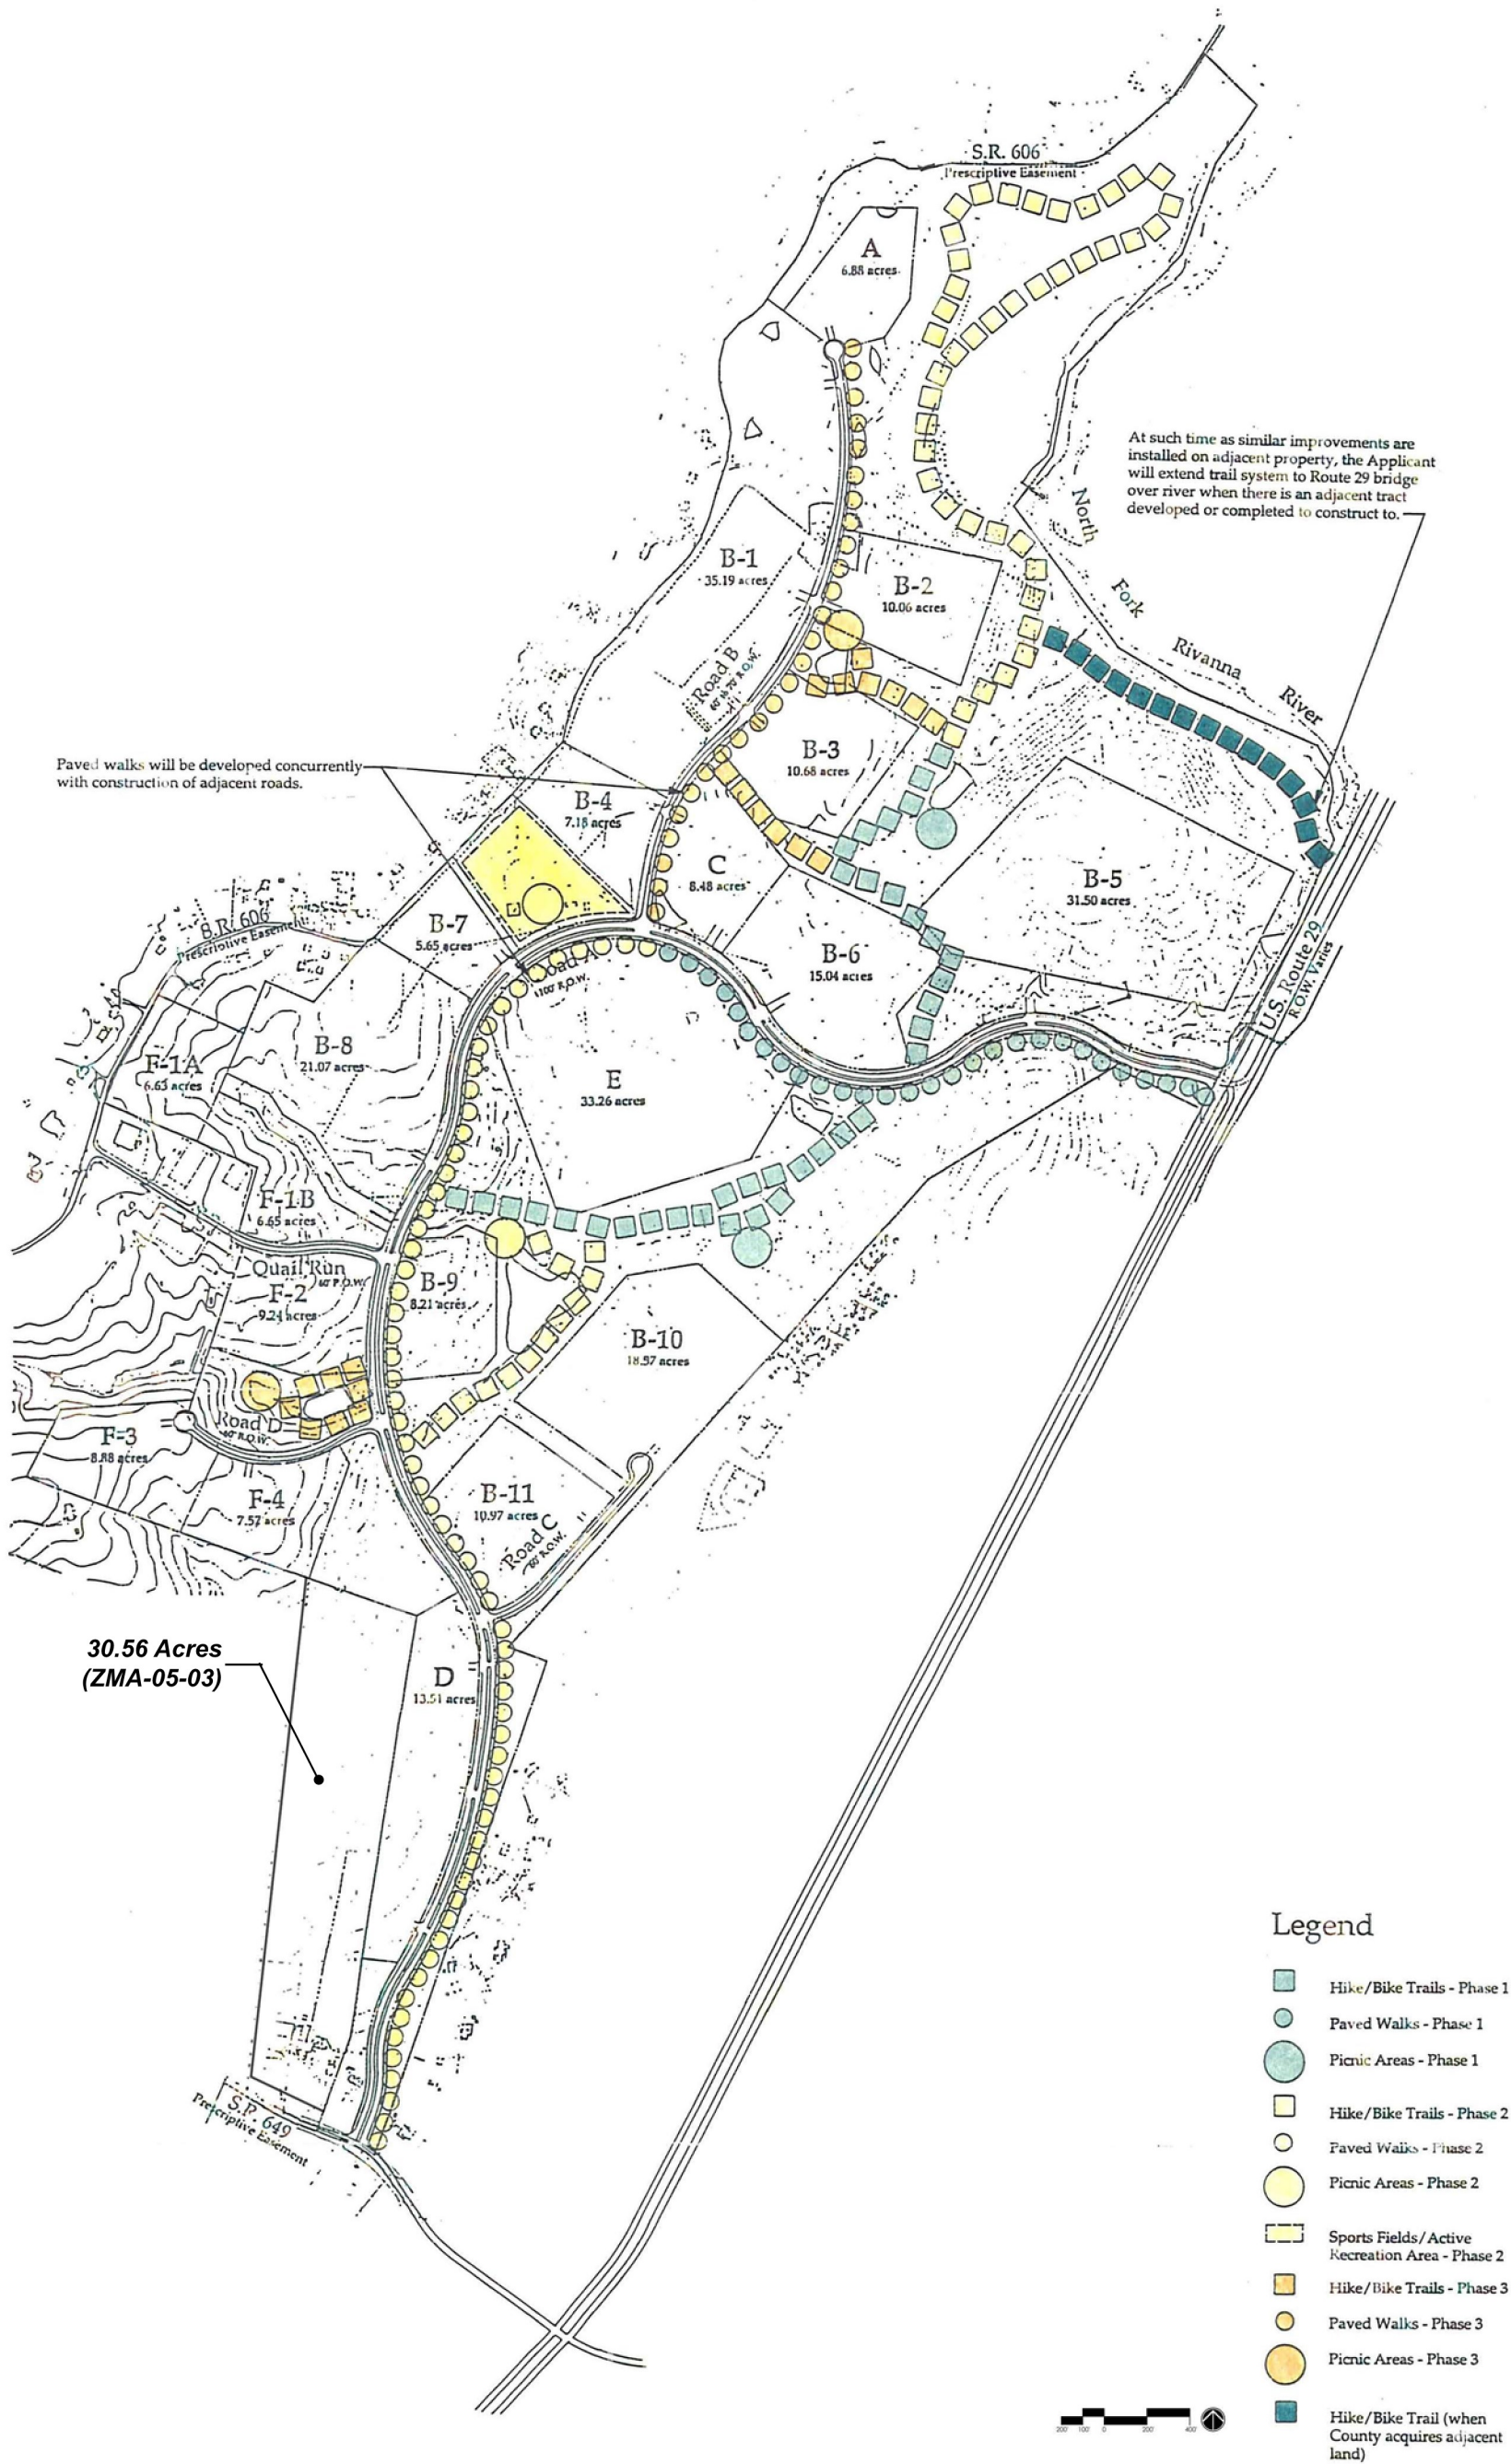 S.R. 606
Prescriptive Easement
A
6.88 acres
At such time as similar improvements are
installed on adjacent property, the Applicant
will extend trail system to Route 29 bridge
over river when there is an adjacent tract
developed or completed to construct to.
North
Fork
Rivanna
River
B-1
35.19 acres
B-2
10.06 acres
Road B
R.O.W.
B-3
10.68 acres
Paved walks will be developed concurrently
with construction of adjacent roads.
B-4
7.18 acres
C
8.48 acres
B-5
31.50 acres
S.R. 606
Prescriptive Easement
B-7
5.65 acres
Road A
100' R.O.W.
B-6
15.04 acres
U.S. Route 29
R.O.W. Varies
B-8
21.07 acres
F-1A
6.63 acres
E
33.26 acres
F-1B
6.65 acres
Quail Run
60' R.O.W.
F-2
9.24 acres
B-9
8.21 acres
B-10
18.57 acres
Road D
60' R.O.W.
F-3
8.88 acres
F-4
7.57 acres
B-11
10.97 acres
Road C
60' R.O.W.
30.56 Acres
(ZMA-05-03)
D
13.51 acres
S.R. 649
Prescriptive Easement
Legend
Hike/Bike Trails - Phase 1
Paved Walks - Phase 1
Picnic Areas - Phase 1
Hike/Bike Trails - Phase 2
Paved Walks - Phase 2
Picnic Areas - Phase 2
Sports Fields/Active
Recreation Area - Phase 2
Hike/Bike Trails - Phase 3
Paved Walks - Phase 3
Picnic Areas - Phase 3
Hike/Bike Trail (when
County acquires adjacent
land)
200' 100' 0 200' 400'